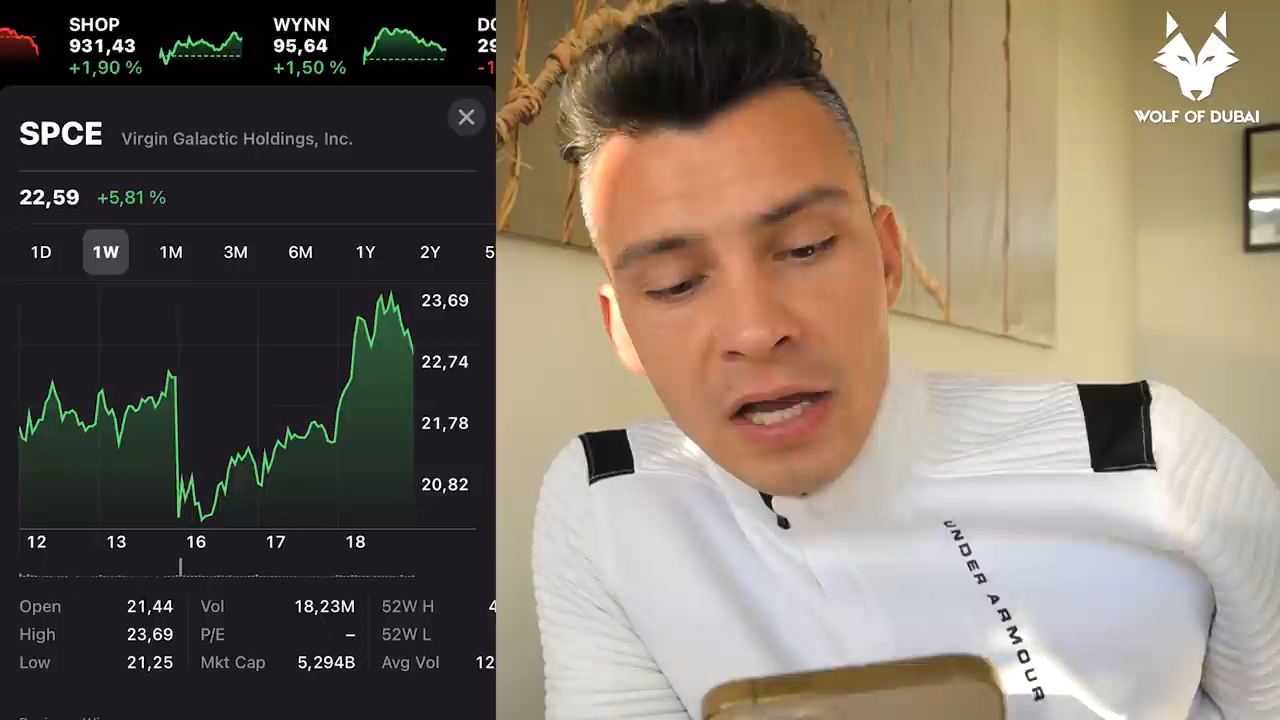 SHOP
931,43
+1,90 %
WYNN
95,64
+1,50 %
SPCE Virgin Galactic Holdings, Inc.
22,59 +5,81 %
1D 1W 1M 3M 6M 1Y 2Y 5
23,69
22,74
21,78
20,82
12 13 16 17 18
Open 21,44 Vol 18,23M 52W H 4
High 23,69 P/E – 52W L
Low 21,25 Mkt Cap 5,294B Avg Vol 12
WOLF OF DUBAI
UNDER ARMOUR